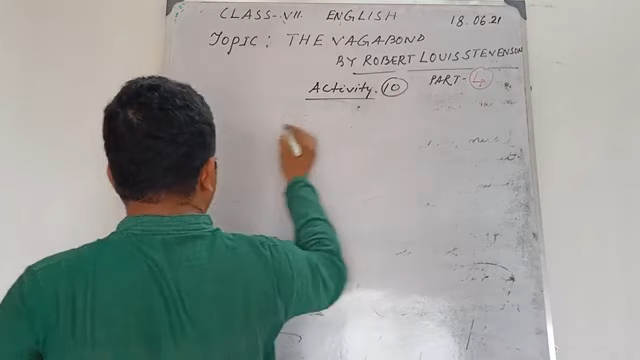 CLASS-VII ENGLISH 18.06.21
Topic: THE VAGABOND
BY ROBERT LOUIS STEVENSON
Activity.10 PART-4